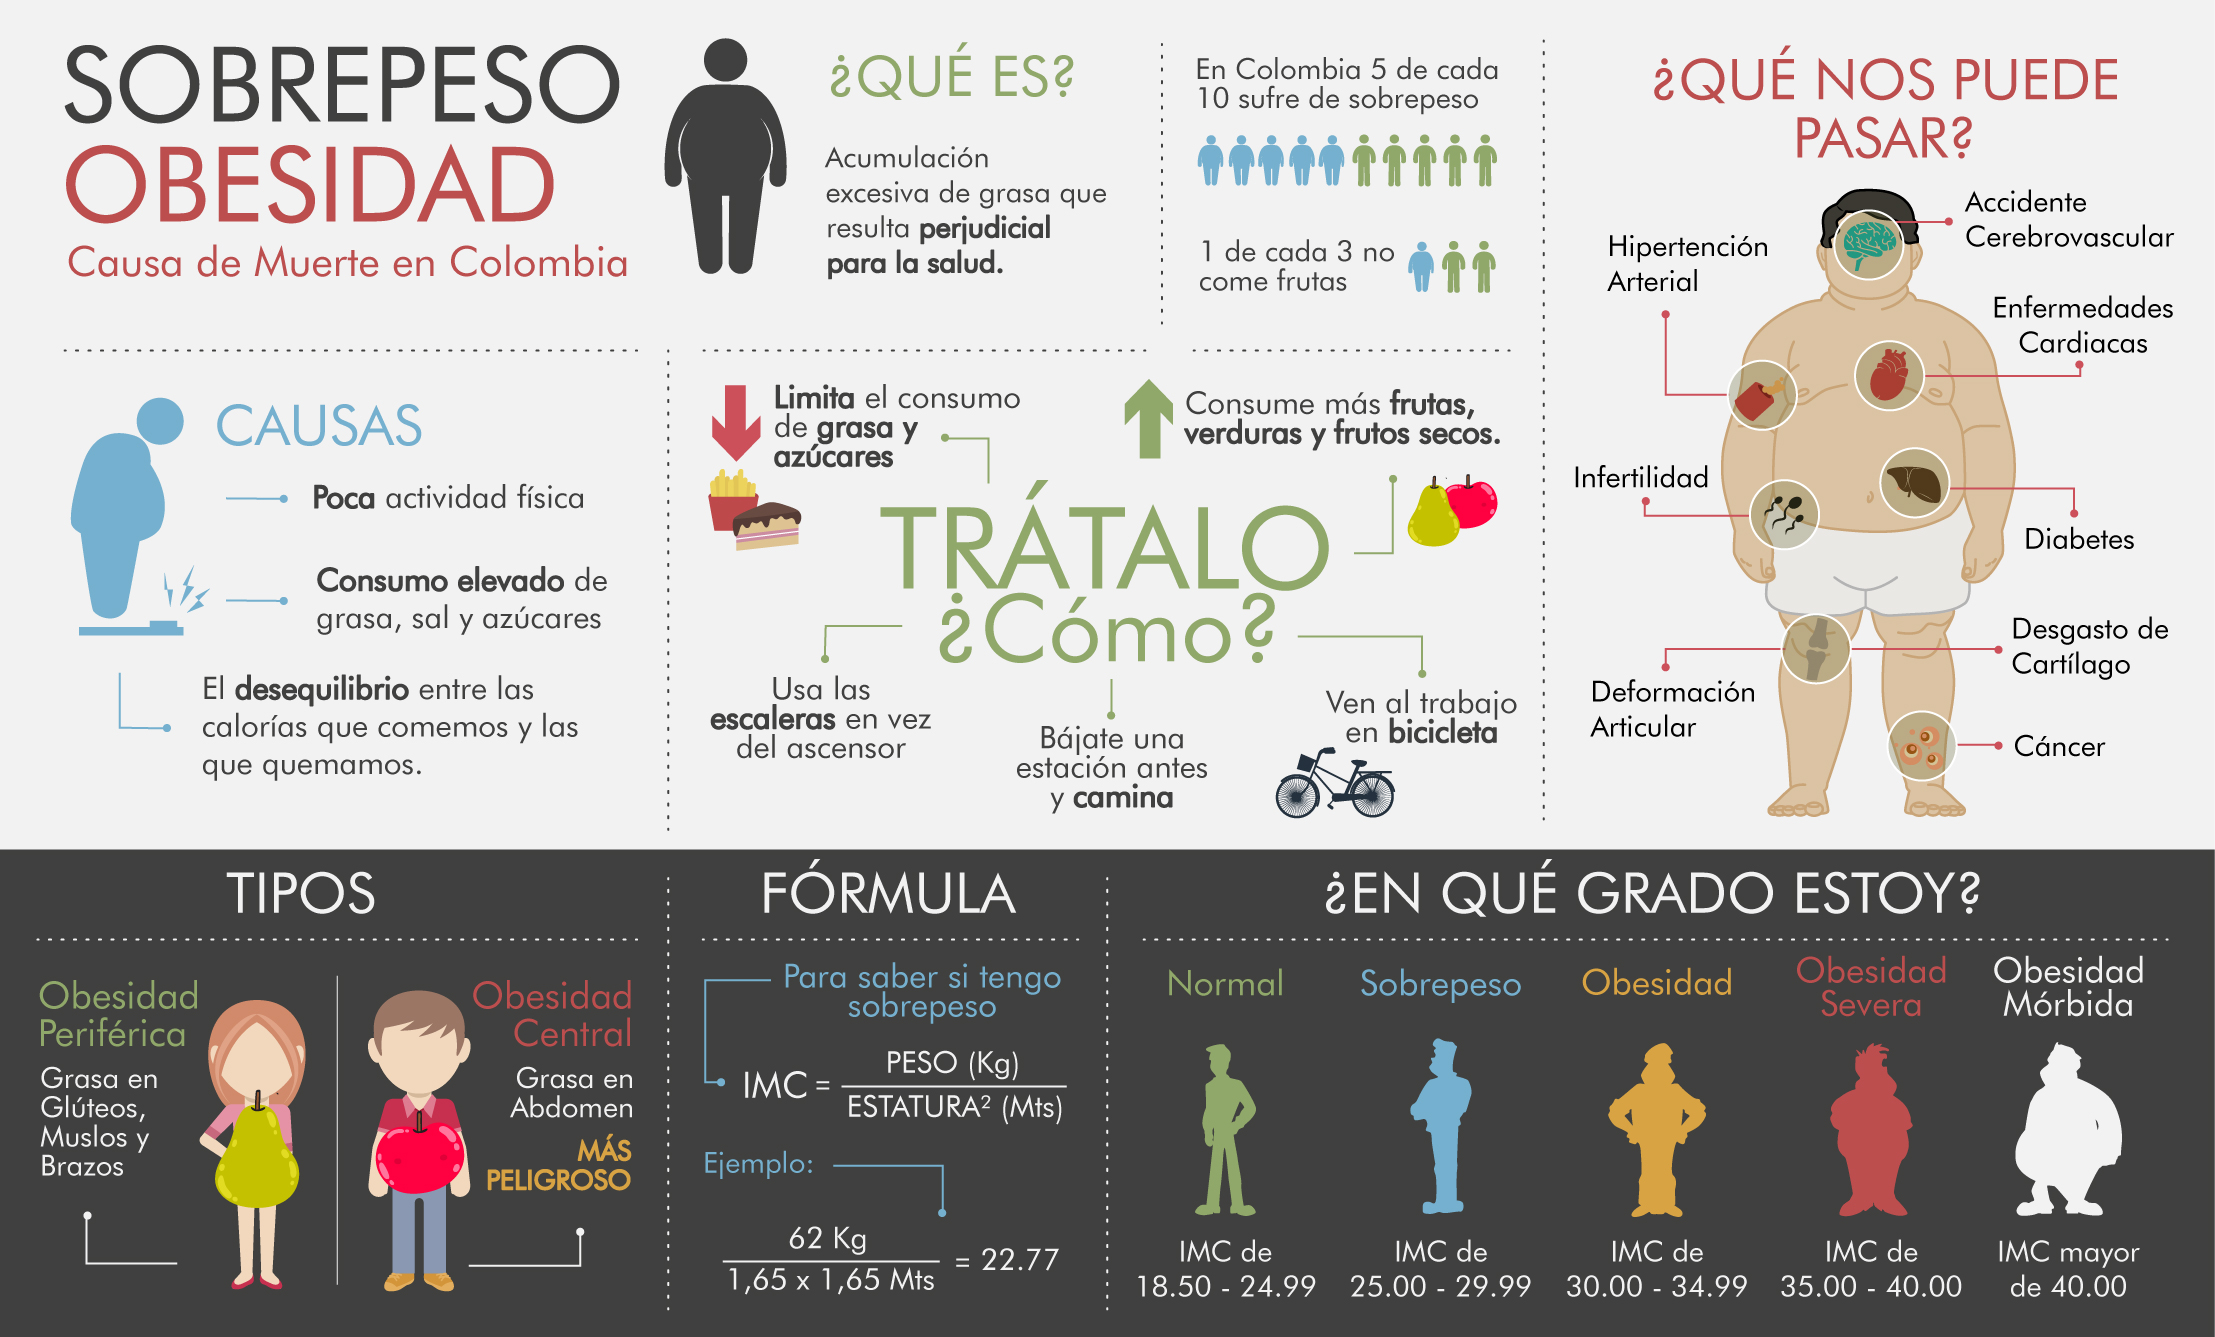 SOBREPESO
OBESIDAD
Causa de Muerte en Colombia
¿QUÉ ES?
Acumulación
excesiva de grasa que
resulta perjudicial
para la salud.
En Colombia 5 de cada
10 sufre de sobrepeso
1 de cada 3 no
come frutas
¿QUÉ NOS PUEDE
PASAR?
Accidente
Cerebrovascular
Hipertención
Arterial
Enfermedades
Cardiacas
Infertilidad
Diabetes
Desgasto de
Cartílago
Deformación
Articular
Cáncer
CAUSAS
Poca actividad física
Consumo elevado de
grasa, sal y azúcares
El desequilibrio entre las
calorías que comemos y las
que quemamos.
Limita el consumo
de grasa y
azúcares
Consume más frutas,
verduras y frutos secos.
TRÁTALO
¿Cómo?
Usa las
escaleras en vez
del ascensor
Bájate una
estación antes
y camina
Ven al trabajo
en bicicleta
TIPOS
Obesidad
Periférica
Grasa en
Glúteos,
Muslos y
Brazos
Obesidad
Central
Grasa en
Abdomen
MÁS
PELIGROSO
FÓRMULA
Para saber si tengo
sobrepeso
IMC = PESO (Kg)
ESTATURA² (Mts)
Ejemplo:
62 Kg
1,65 x 1,65 Mts = 22.77
¿EN QUÉ GRADO ESTOY?
Normal
IMC de
18.50 - 24.99
Sobrepeso
IMC de
25.00 - 29.99
Obesidad
IMC de
30.00 - 34.99
Obesidad
Severa
IMC de
35.00 - 40.00
Obesidad
Mórbida
IMC mayor
de 40.00